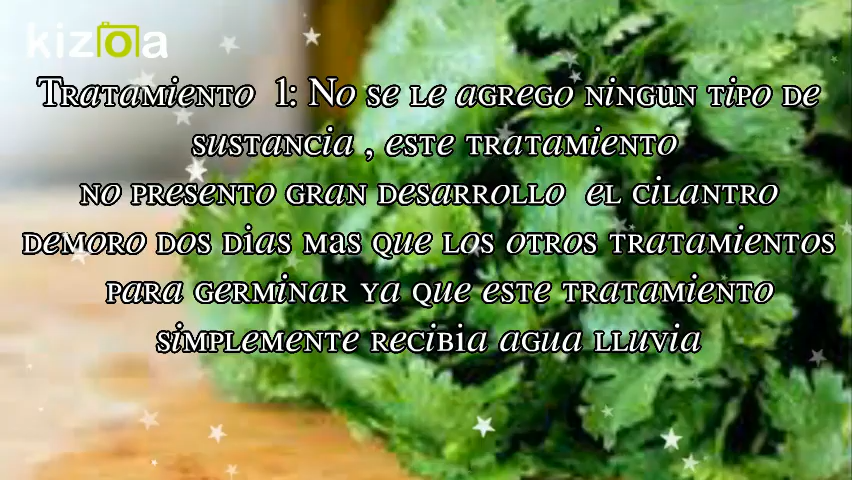 kizoa
Tratamiento 1: No se le agrego ningun tipo de
sustancia , este tratamiento
no presento gran desarrollo el cilantro
demoro dos dias mas que los otros tratamientos
para germinar ya que este tratamiento
simplemente recibia agua lluvia